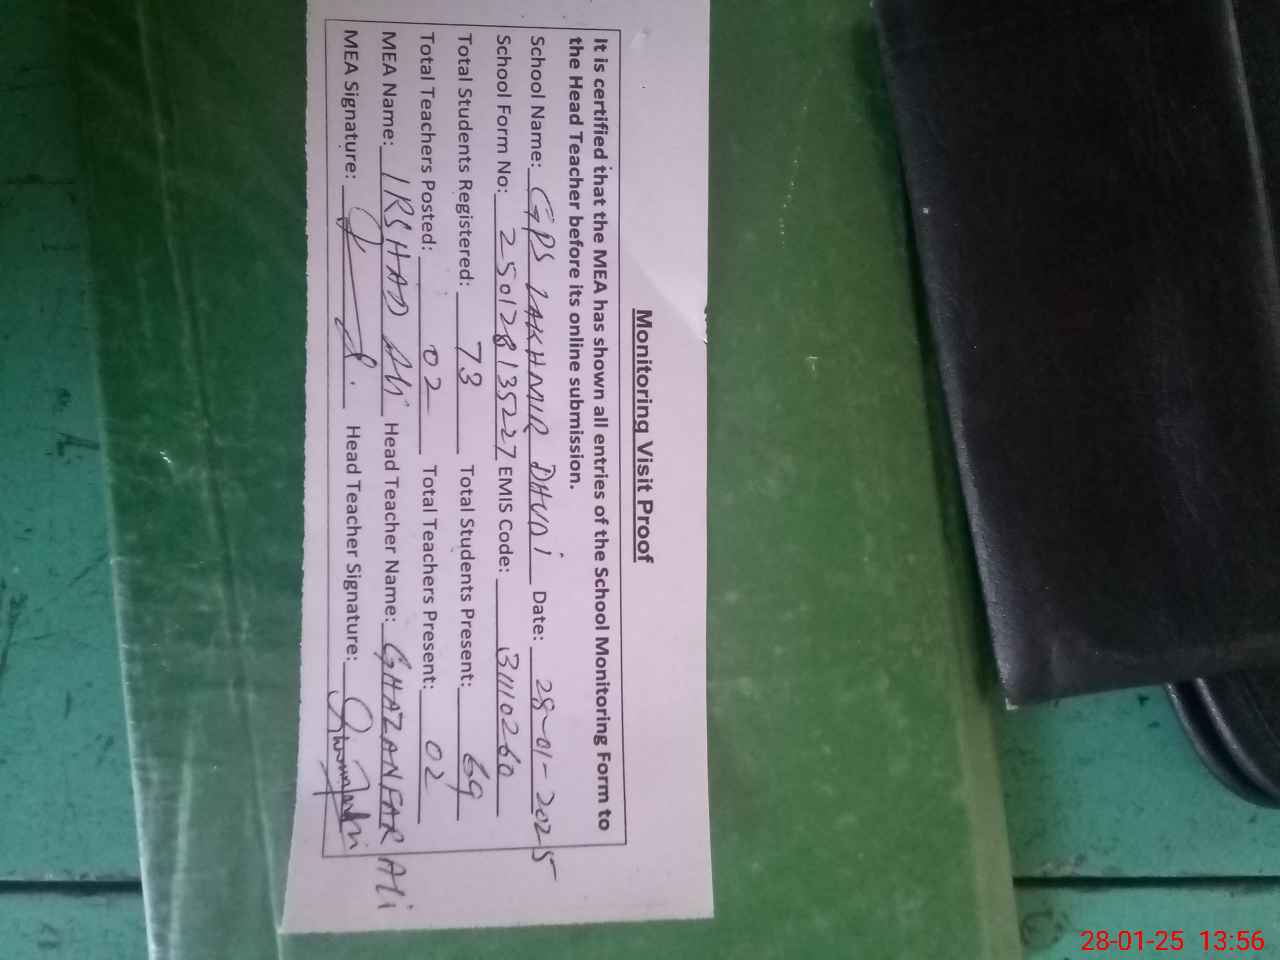 Monitoring Visit Proof
It is certified that the MEA has shown all entries of the School Monitoring Form to
the Head Teacher before its online submission.
School Name: GPS LAKHMIR DHUDI Date: 28-01-2025
School Form No: 250128135227 EMIS Code: 31110260
Total Students Registered: 73 Total Students Present: 69
Total Teachers Posted: 02 Total Teachers Present: 02
MEA Name: IRSHAD Ali Head Teacher Name: GHAZANFAR Ali
MEA Signature: Head Teacher Signature:
28-01-25 13:56